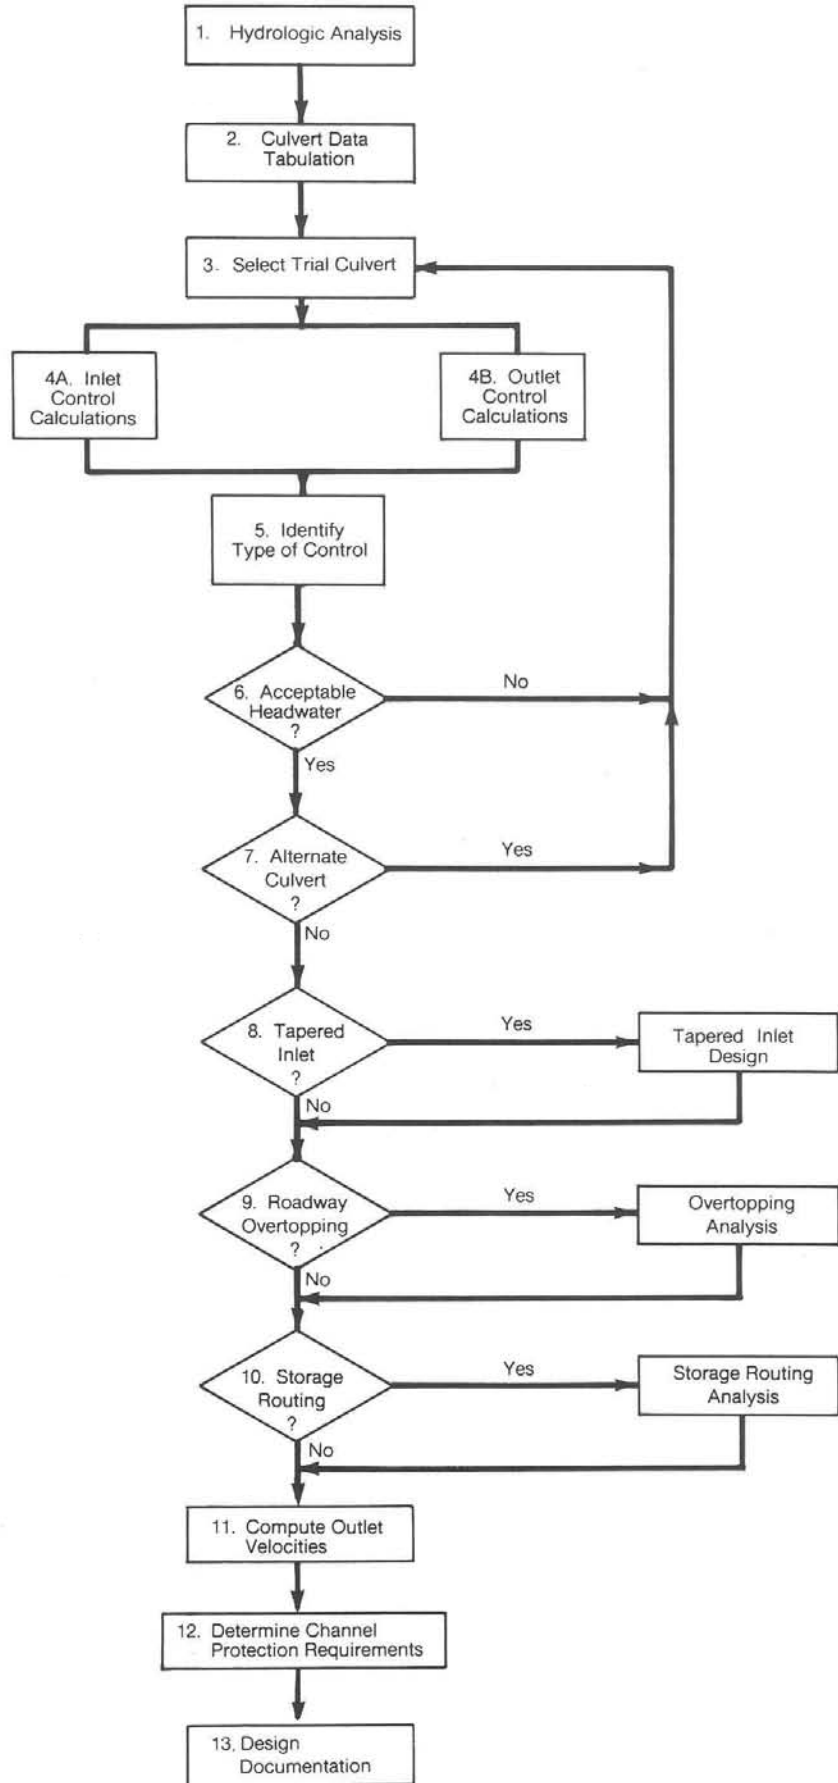 1. Hydrologic Analysis
2. Culvert Data
Tabulation
3. Select Trial Culvert
4A. Inlet
Control
Calculations
4B. Outlet
Control
Calculations
5. Identify
Type of Control
6. Acceptable
Headwater
?
No
Yes
7. Alternate
Culvert
?
Yes
No
8. Tapered
Inlet
?
Yes
Tapered Inlet
Design
No
9. Roadway
Overtopping
?
Yes
Overtopping
Analysis
No
10. Storage
Routing
?
Yes
Storage Routing
Analysis
No
11. Compute Outlet
Velocities
12. Determine Channel
Protection Requirements
13. Design
Documentation